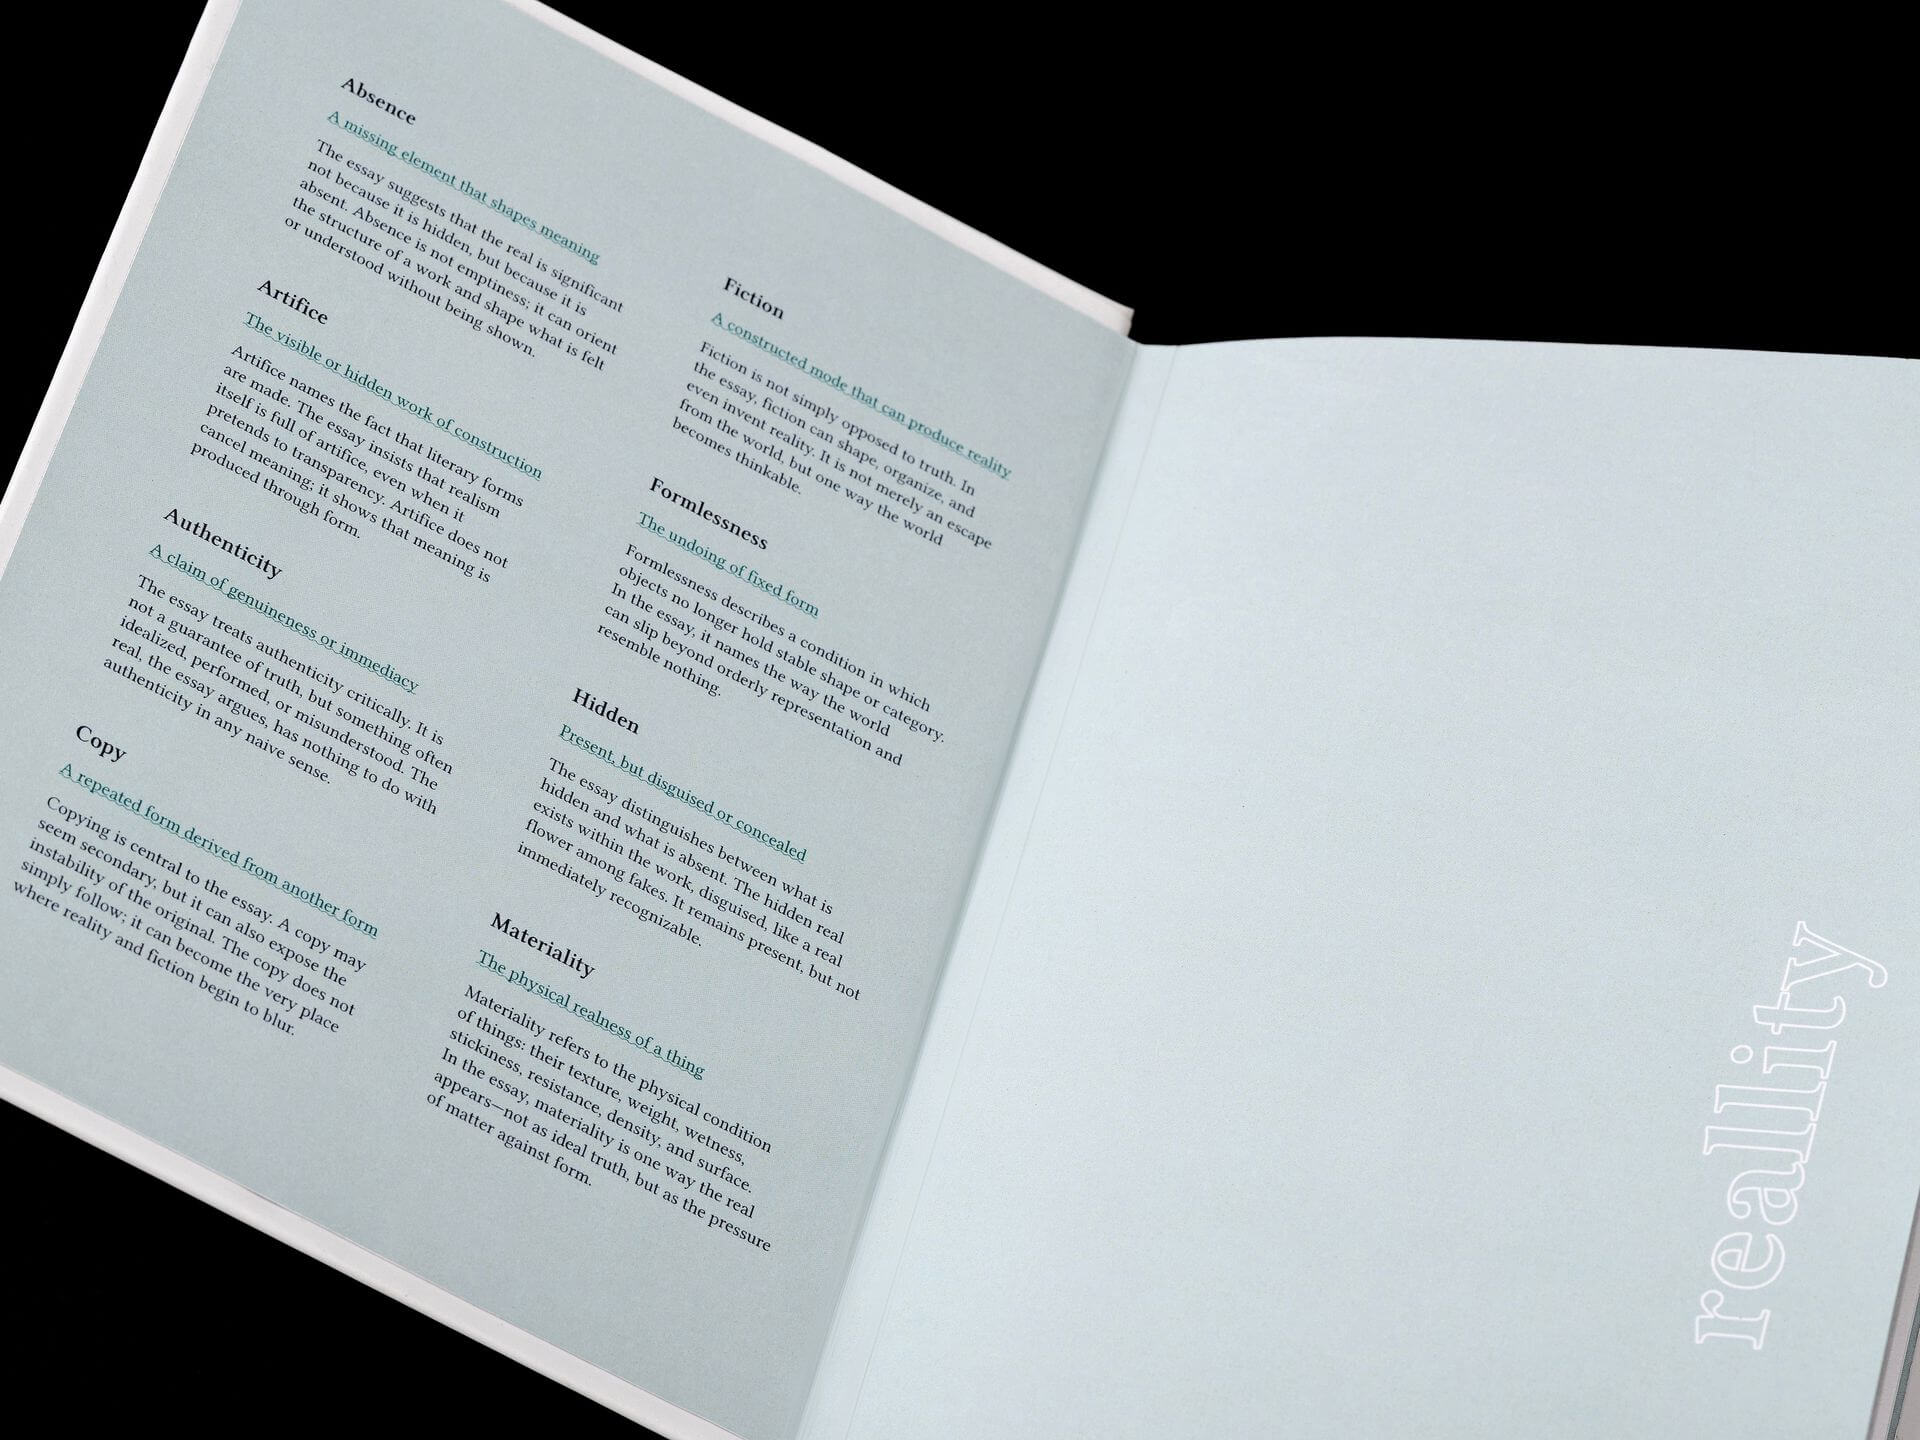 Absence
A missing element that shapes meaning
The essay suggests that the real is significant
not because it is hidden, but because it is
absent. Absence is not emptiness; it can orient
the structure of a work and shape what is felt
or understood without being shown.
Artifice
The visible or hidden work of construction
Artifice names the fact that literary forms
are made. The essay insists that realism
itself is full of artifice, even when it
pretends to transparency. Artifice does not
cancel meaning; it shows that meaning is
produced through form.
Authenticity
A claim of genuineness or immediacy
The essay treats authenticity critically. It is
not a guarantee of truth, but something often
idealized, performed, or misunderstood. The
real, the essay argues, has nothing to do with
authenticity in any naive sense.
Copy
A repeated form derived from another form
Copying is central to the essay. A copy may
seem secondary, but it can also expose the
instability of the original. The copy does not
simply follow; it can become the very place
where reality and fiction begin to blur.
Fiction
A constructed mode that can produce reality
Fiction is not simply opposed to truth. In
the essay, fiction can shape, organize, and
even invent reality. It is not merely an escape
from the world, but one way the world
becomes thinkable.
Formlessness
The undoing of fixed form
Formlessness describes a condition in which
objects no longer hold stable shape or category.
In the essay, it names the way the world
can slip beyond orderly representation and
resemble nothing.
Hidden
Present, but disguised or concealed
The essay distinguishes between what is
hidden and what is absent. The hidden real
exists within the work, disguised, like a real
flower among fakes. It remains present, but not
immediately recognizable.
Materiality
The physical realness of a thing
Materiality refers to the physical condition
of things: their texture, weight, wetness,
stickiness, resistance, density, and surface.
In the essay, materiality is one way the real
appears—not as ideal truth, but as the pressure
of matter against form.
reallity